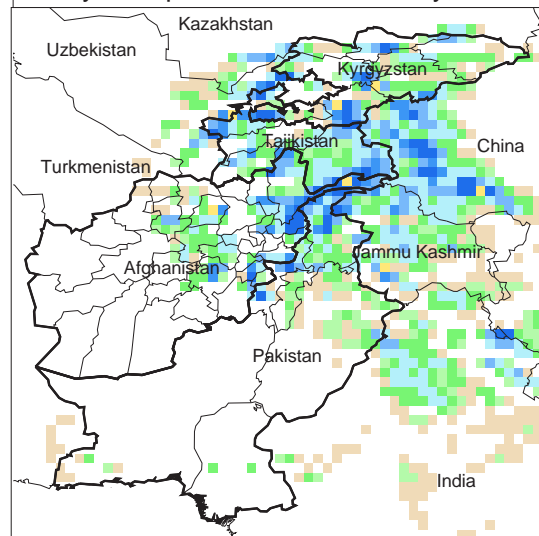 Kazakhstan
Uzbekistan
Kyrgyzstan
Tajikistan
China
Turkmenistan
Jammu Kashmir
Afghanistan
Pakistan
India